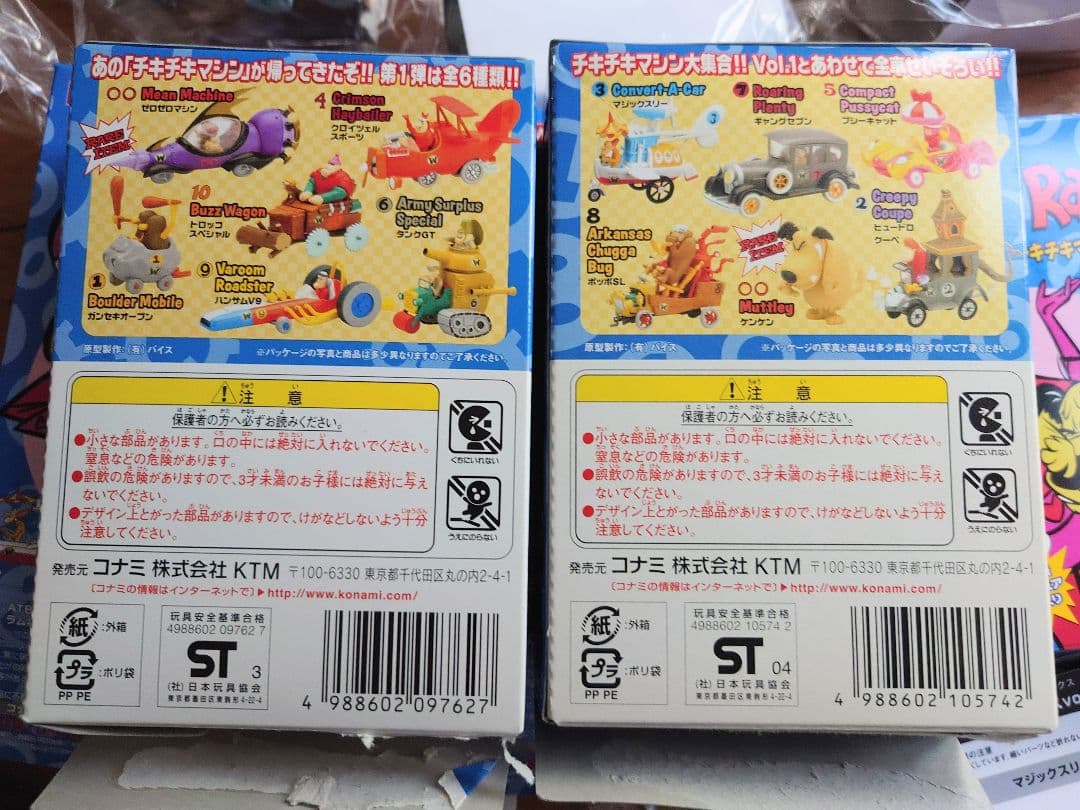 あの「チキチキマシン」が帰ってきたぞ!! 第1弾は全6種類!!
00 Mean Machine
ゼロゼロマシン
RARE ITEM
4 Crimson Haybailer
クロイツェルスポーツ
10 Buzz Wagon
トロッコスペシャル
6 Army Surplus Special
タンクGT
1 Boulder Mobile
ガンセキオープン
9 Varoom Roadster
ハンサムV9
原型製作：(有)バイス
※パッケージの写真と商品は多少異なりますのでご了承ください。
注意
保護者の方へ必ずお読みください。
●小さな部品があります。口の中には絶対に入れないでください。
窒息などの危険があります。
●誤飲の危険がありますので、3才未満のお子様には絶対に与え
ないでください。
●デザイン上とがった部品がありますので、けがなどしないよう十分
注意してください。
くちにいれない
うえにのらない
発売元 コナミ 株式会社 KTM 〒100-6330 東京都千代田区丸の内2-4-1
〔コナミの情報はインターネットで〕▶http://www.konami.com/
紙 :外箱
プラ :ポリ袋
PP PE
玩具安全基準合格
4988602 09762 7
ST 3
(社)日本玩具協会
東京都墨田区東駒形4-22-4
4 988602 097627
チキチキマシン大集合!! Vol.1とあわせて全車せいぞろい!!
3 Convert-A-Car
マジックスリー
7 Roaring Planty
ギャングセブン
5 Compact Pussycat
プシーキャット
8 Arkansas Chugga Bug
ポッポSL
RARE ITEM
00 Muttley
ケンケン
2 Creepy Coupe
ヒュードロクーペ
原型製作：(有)バイス
※パッケージの写真と商品は多少異なりますのでご了承ください。
注意
保護者の方へ必ずお読みください。
●小さな部品があります。口の中には絶対に入れないでください。
窒息などの危険があります。
●誤飲の危険がありますので、3才未満のお子様には絶対に与え
ないでください。
●デザイン上とがった部品がありますので、けがなどしないよう十分
注意してください。
くちにいれない
うえにのらない
発売元 コナミ 株式会社 KTM 〒100-6330 東京都千代田区丸の内2-4-1
〔コナミの情報はインターネットで〕▶http://www.konami.com/
紙 :外箱
プラ :ポリ袋
PP PE
玩具安全基準合格
4988602 10574 2
ST 04
(社)日本玩具協会
東京都墨田区東駒形4-22-4
4 988602 105742
マジックスリ